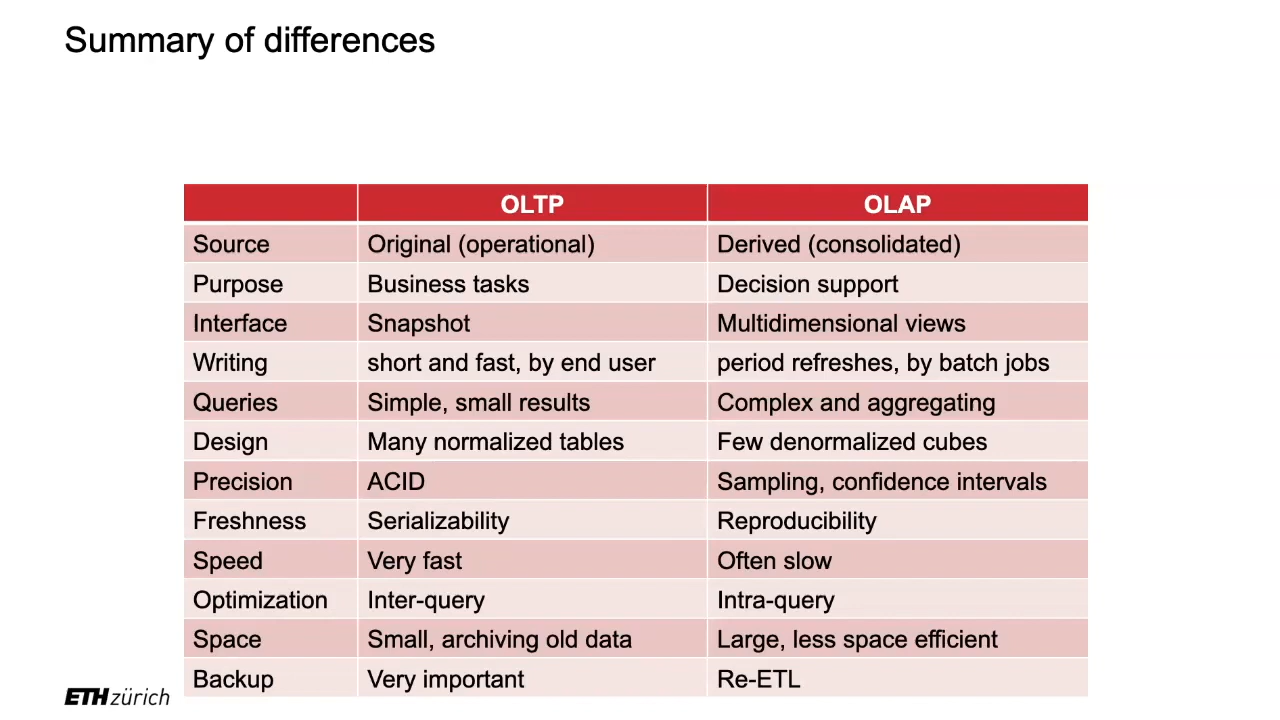 Summary of differences
OLTP OLAP
Source Original (operational) Derived (consolidated)
Purpose Business tasks Decision support
Interface Snapshot Multidimensional views
Writing short and fast, by end user period refreshes, by batch jobs
Queries Simple, small results Complex and aggregating
Design Many normalized tables Few denormalized cubes
Precision ACID Sampling, confidence intervals
Freshness Serializability Reproducibility
Speed Very fast Often slow
Optimization Inter-query Intra-query
Space Small, archiving old data Large, less space efficient
Backup Very important Re-ETL
ETH zürich